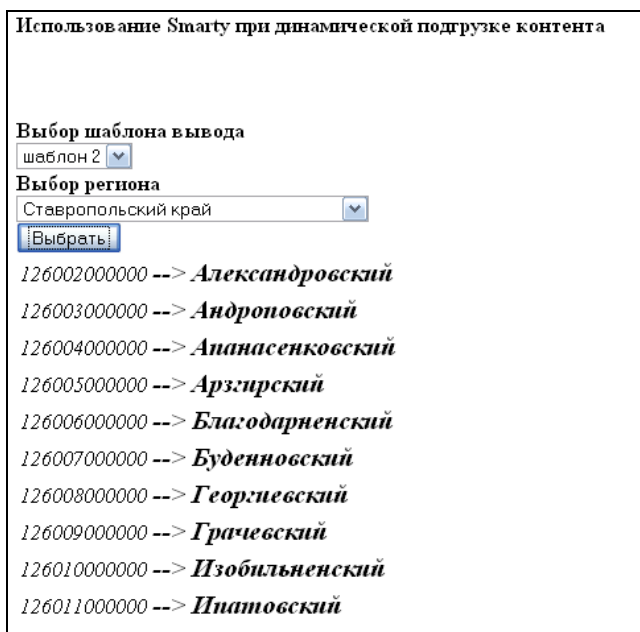 Использование Smarty при динамической подгрузке контента
Выбор шаблона вывода
шаблон 2
Выбор региона
Ставропольский край
Выбрать
126002000000 --> Александровский
126003000000 --> Андроповский
126004000000 --> Апанасенковский
126005000000 --> Арзгирский
126006000000 --> Благодарненский
126007000000 --> Буденновский
126008000000 --> Георгиевский
126009000000 --> Грачевский
126010000000 --> Изобильненский
126011000000 --> Ипатовский